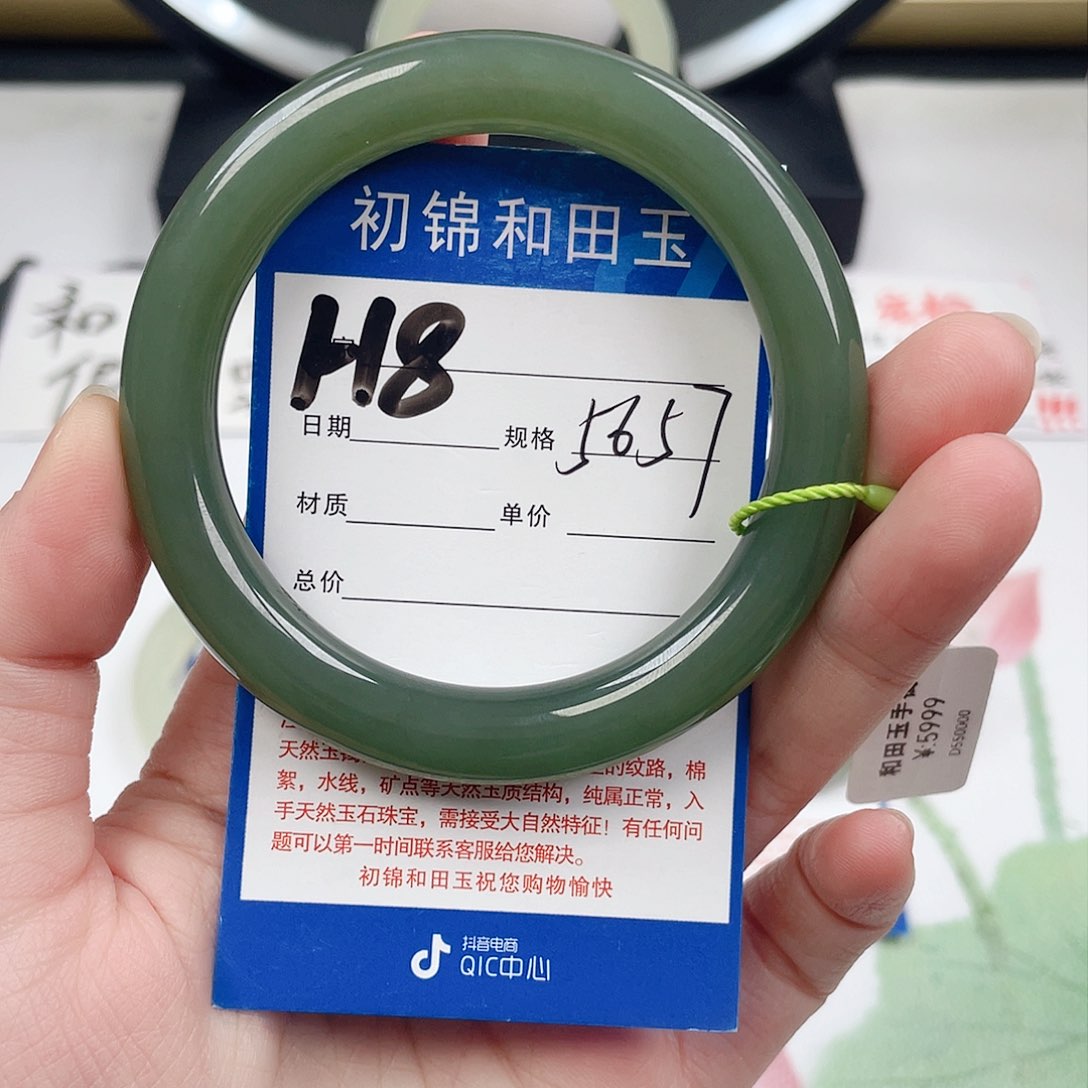 初锦和田玉
H8
日期 规格 5657
材质 单价
总价
天然玉
的纹路，棉
絮，水线，矿点等天然玉质结构，纯属正常，入
手天然玉石珠宝，需接受大自然特征！有任何问
题可以第一时间联系客服给您解决。
初锦和田玉祝您购物愉快
抖音电商
QIC中心
和田玉手
¥:5999
D550000
和